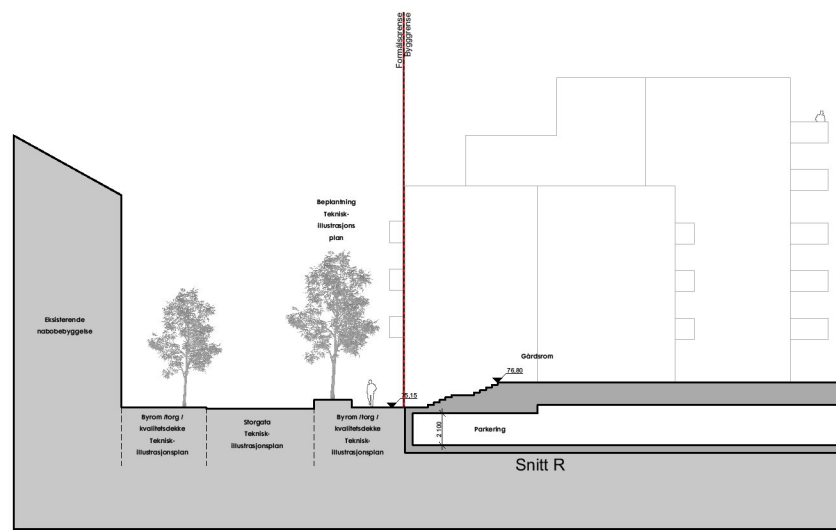 Formålsgrense
Byggrense
Beplantning
Teknisk-
illustrasjons
plan
Eksisterende
nabobebyggelse
Gårdsrom
76,80
75,15
Byrom /torg /
kvalitetsdekke
Teknisk-
illustrasjonsplan
Storgata
Teknisk-
illustrasjonsplan
Byrom /torg /
kvalitetsdekke
Teknisk-
illustrasjonsplan
2 100
Parkering
Snitt R